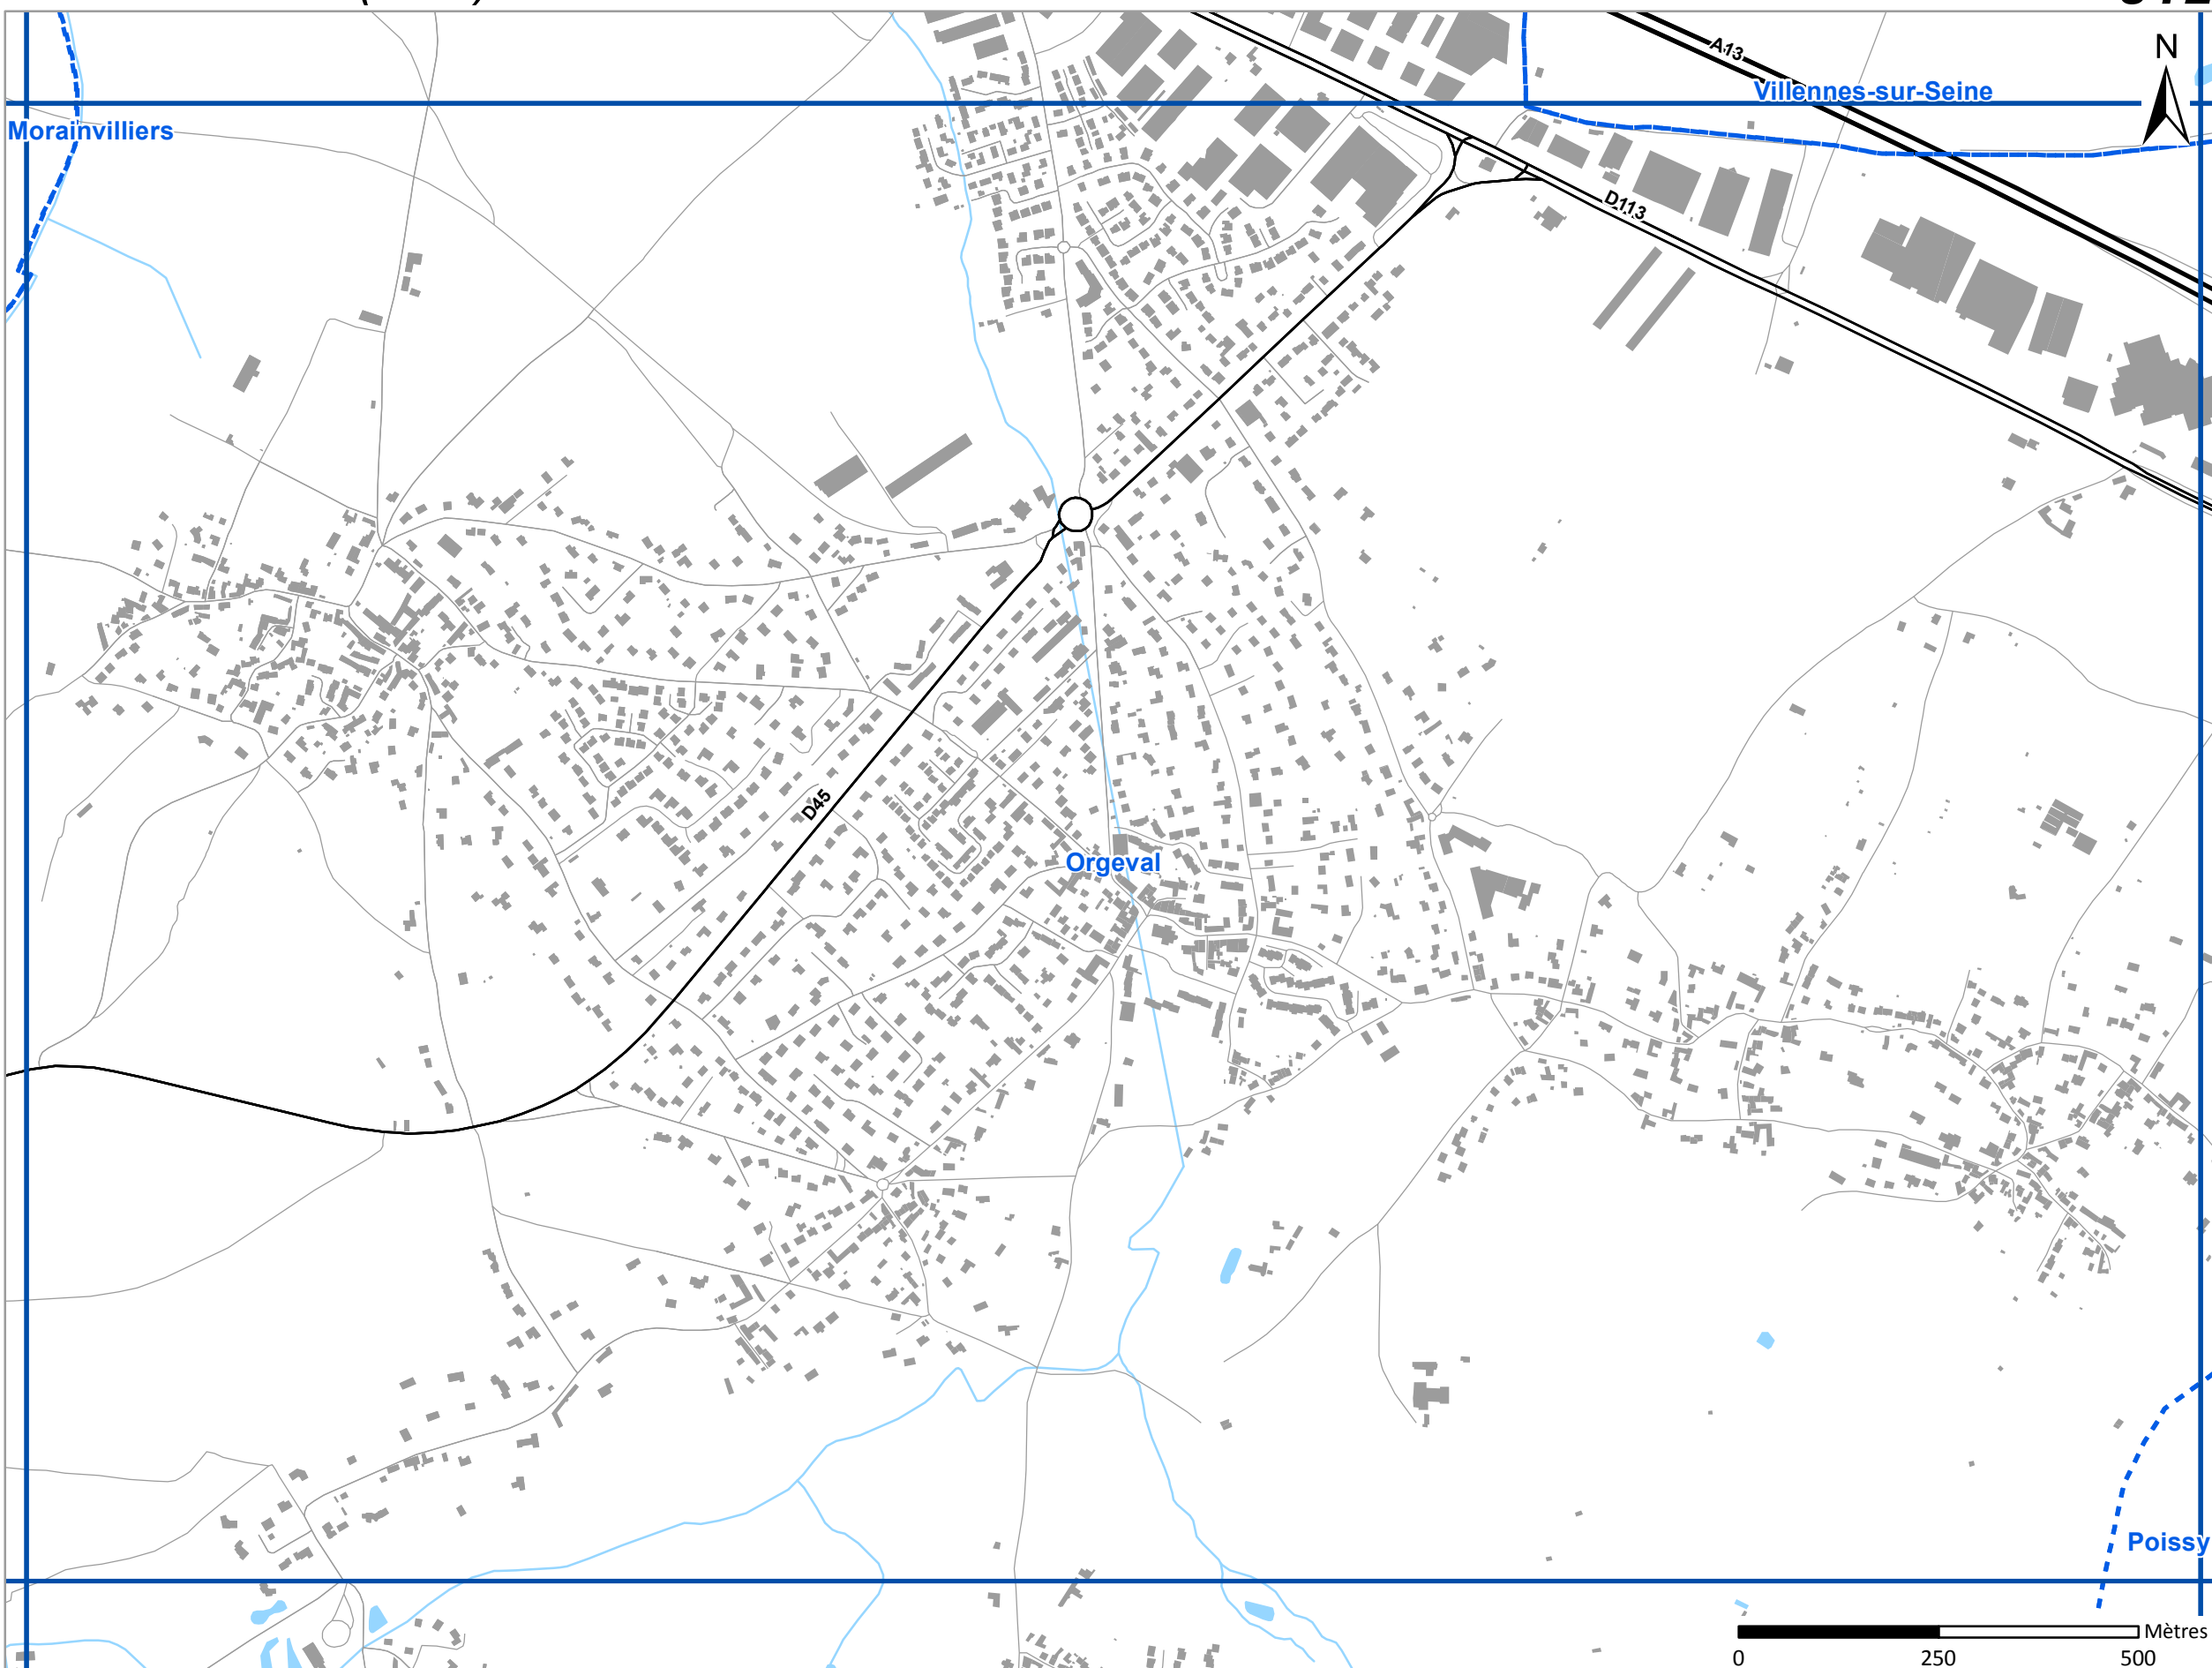 A13
N
Villennes-sur-Seine
Morainvilliers
D113
D45
Orgeval
Poissy
Mètres
0 250 500